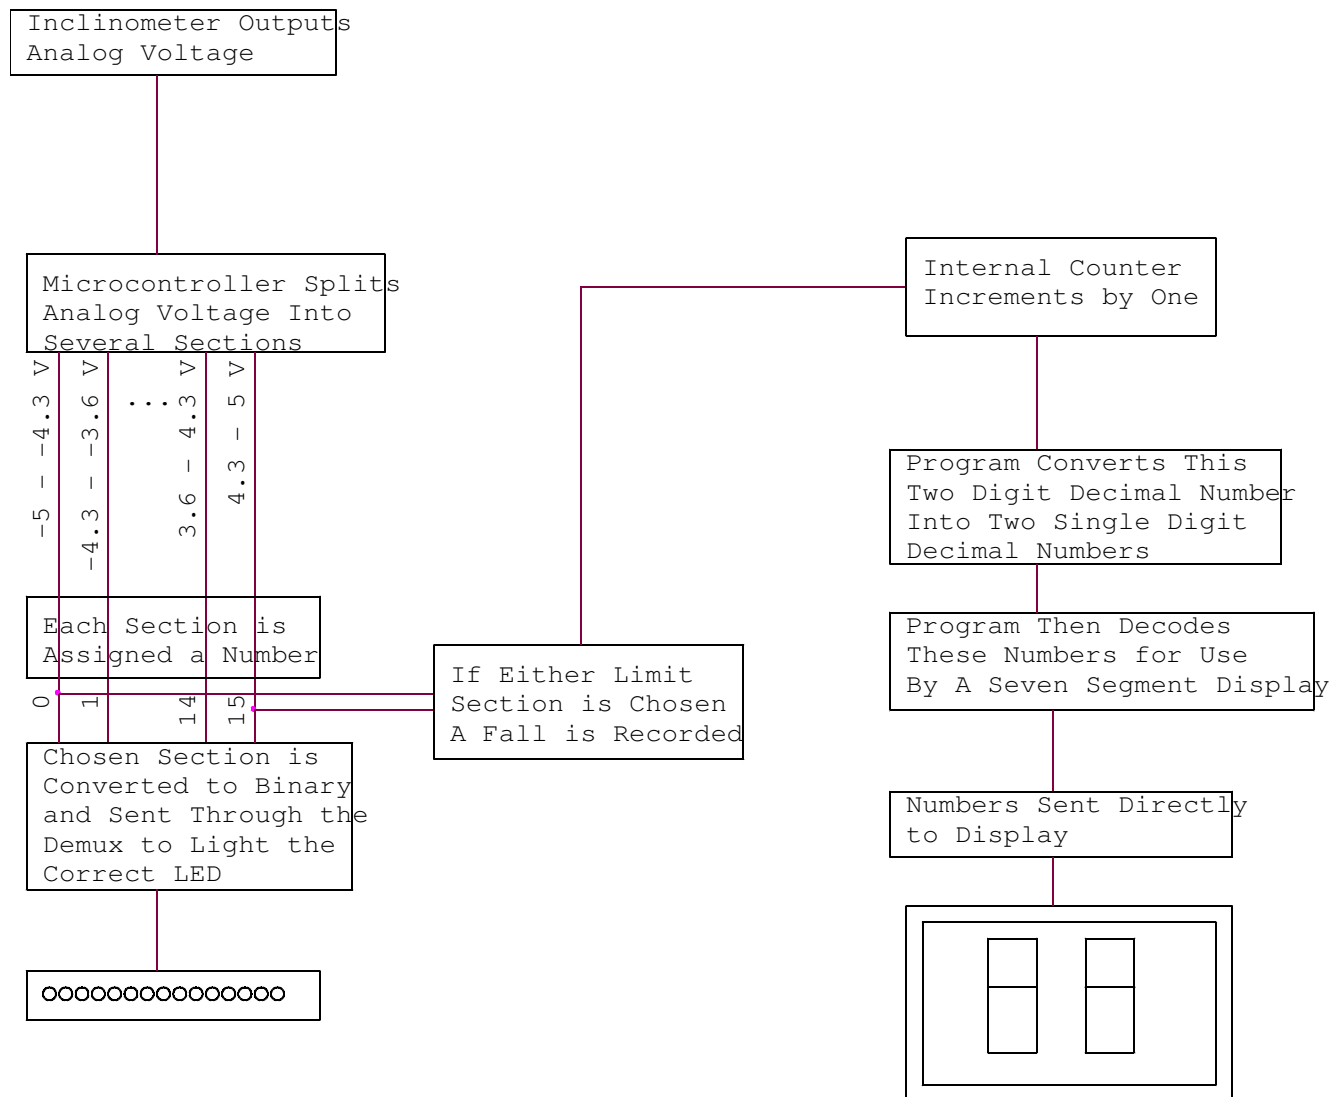 Inclinometer Outputs
Analog Voltage
Microcontroller Splits
Analog Voltage Into
Several Sections
-5 - -4.3 V
-4.3 - -3.6 V
...
3.6 - 4.3 V
4.3 - 5 V
Each Section is
Assigned a Number
0
1
14
15
Chosen Section is
Converted to Binary
and Sent Through the
Demux to Light the
Correct LED
If Either Limit
Section is Chosen
A Fall is Recorded
Internal Counter
Increments by One
Program Converts This
Two Digit Decimal Number
Into Two Single Digit
Decimal Numbers
Program Then Decodes
These Numbers for Use
By A Seven Segment Display
Numbers Sent Directly
to Display